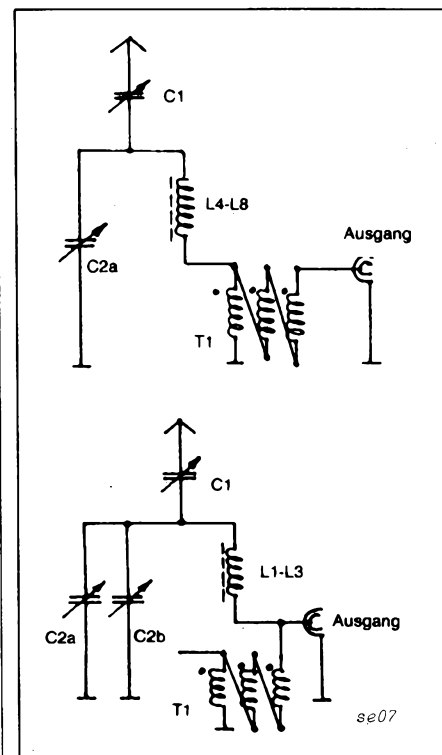 C1
L4-L8
Ausgang
C2a
T1
C1
L1-L3
Ausgang
C2a
C2b
T1
se07